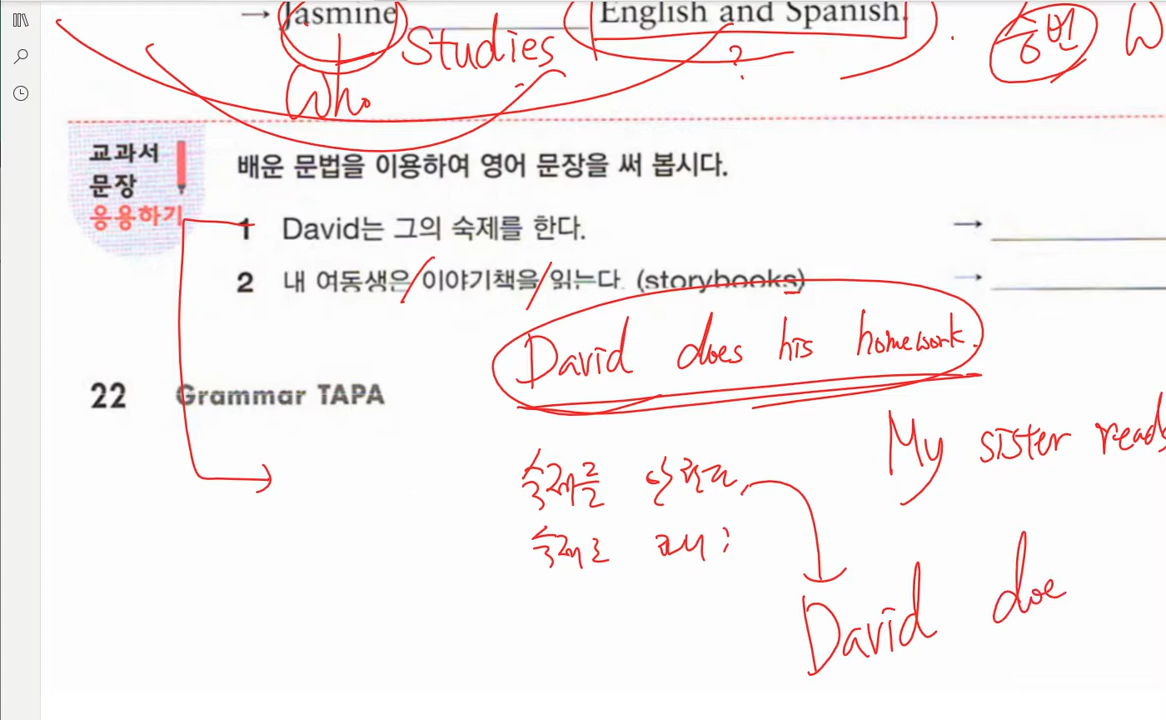 → Jasmine Studies English and Spanish.
?
승번 W
Who
교과서
문장
응용하기
배운 문법을 이용하여 영어 문장을 써 봅시다.
1 David는 그의 숙제를 한다. →
2 내 여동생은/이야기책을/읽는다. (storybooks) →
David does his homework.
22 Grammar TAPA
My sister reads
숙제를 안한다.
숙제를
David doe